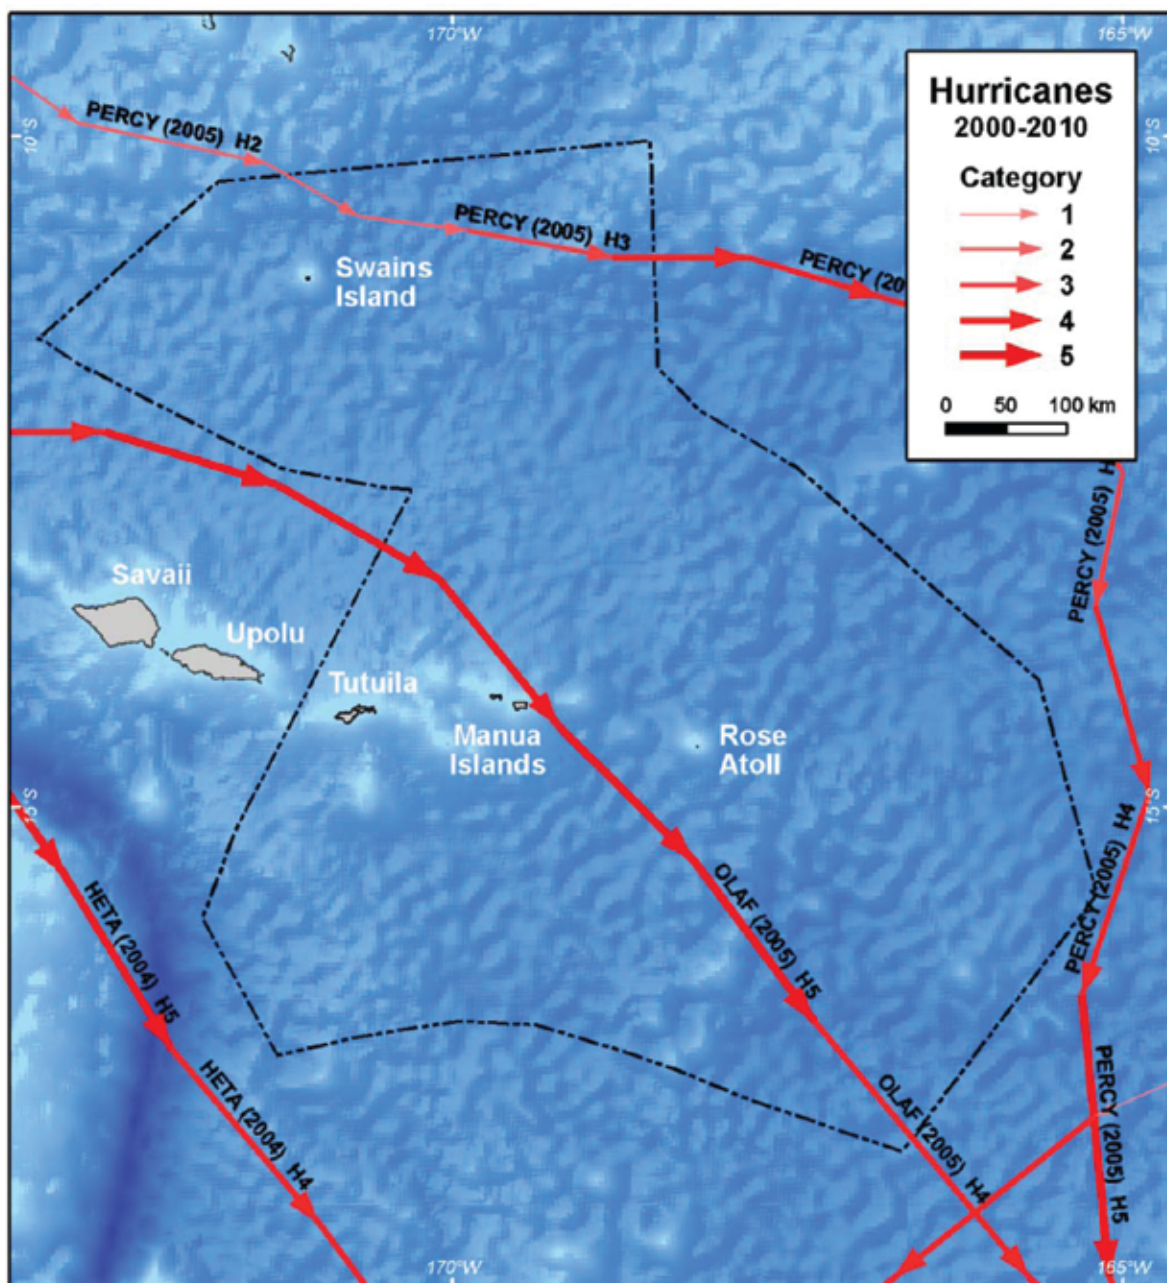 170°W
165°W
Hurricanes
2000-2010
Category
1
2
3
4
5
0 50 100 km
10°S
10°S
PERCY (2005) H2
PERCY (2005) H3
PERCY (20
Swains
Island
PERCY (2005) H
Savaii
Upolu
Tutuila
Manua
Islands
Rose
Atoll
15°S
15°S
HETA (2004) H5
OLAF (2005) H5
PERCY (2005) H4
HETA (2004) H4
OLAF (2005) H4
PERCY (2005) H5
170°W
165°W